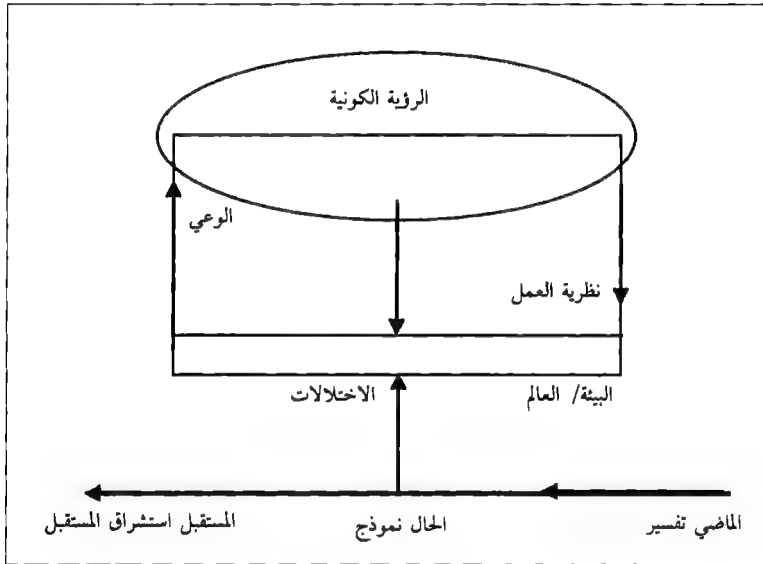 الرؤية الكونية
الوعي
نظرية العمل
البيئة/ العالم
الاختلالات
الماضي تفسير
الحال نموذج
المستقبل استشراق المستقبل